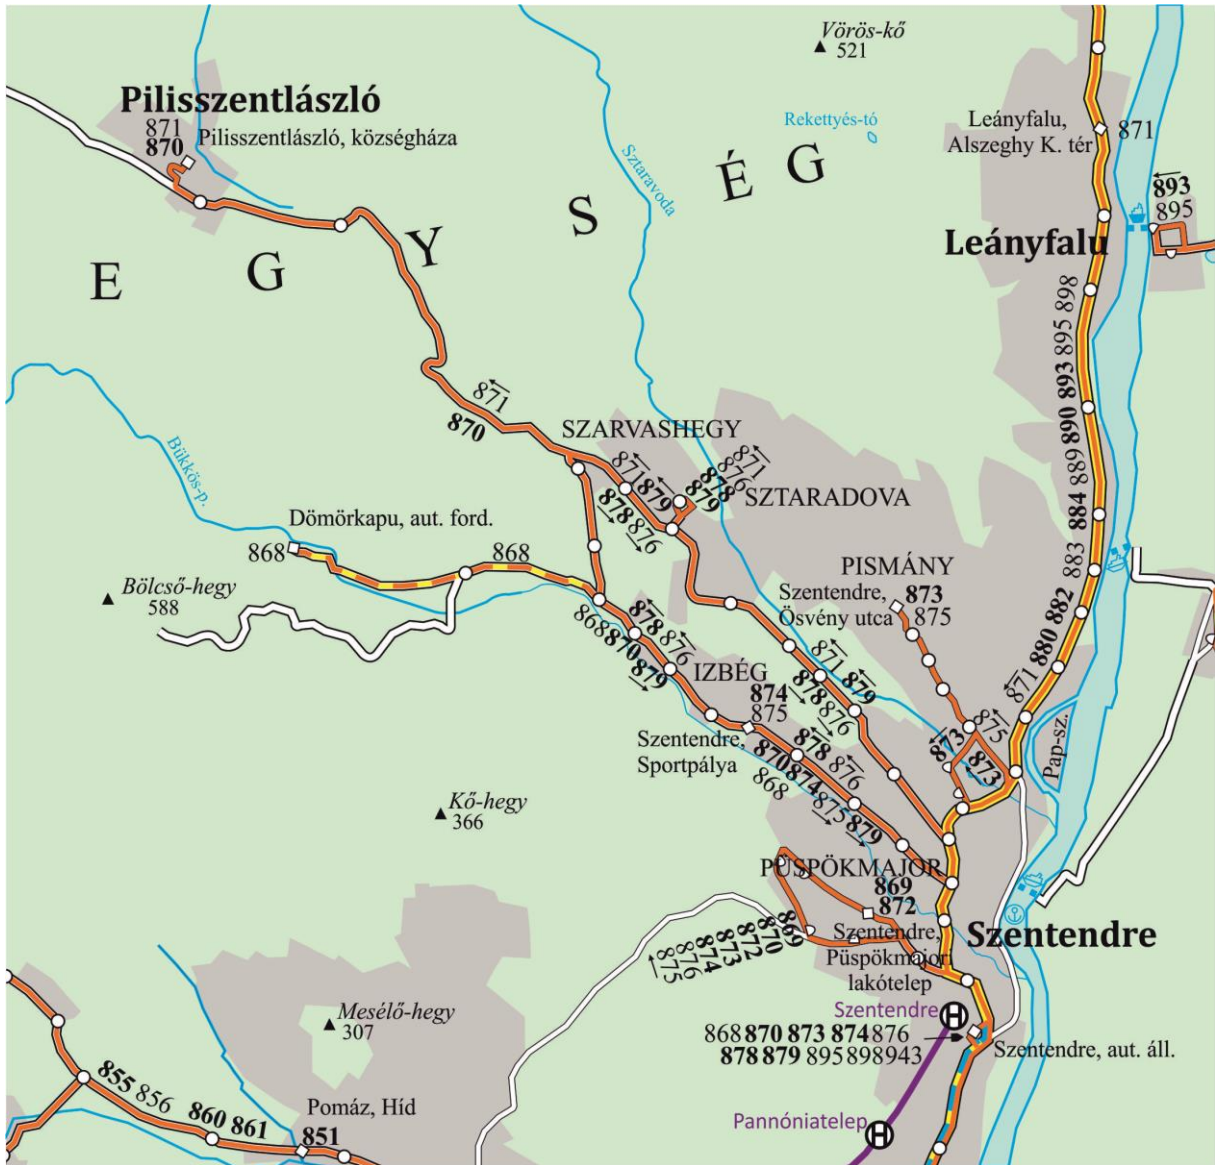 Vörös-kő
521
Pilisszentlászló
871
870
Pilisszentlászló, községháza
Rekettyés-tó
Leányfalu,
Alszeghy K. tér
871
Sztaravoda
893
895
Leányfalu
E G Y S É G
880 882 883 884 889 890 893 895 898
871
870
SZARVASHEGY
871
879
878
876
871
876
878
879
SZTARADOVA
Bükkös-p.
Dömörkapu, aut. ford.
868
868
Bölcső-hegy
588
PISMÁNY
Szentendre,
Ösvény utca
873
875
878
876
868
870
879
IZBÉG
874
875
871
879
878
876
871
875
873
873
Pap-sz.
Szentendre,
Sportpálya
878
876
870
874
868
875
879
Kő-hegy
366
PÜSPÖKMAJOR
869
872
Szentendre,
Püspökmajori
lakótelep
Szentendre
875 876 874 873 872 870 869
Mesélő-hegy
307
Szentendre
868 870 873 874 876
878 879 895 898 943
Szentendre, aut. áll.
855 856
860 861
Pomáz, Híd
851
Pannóniatelep
H
H